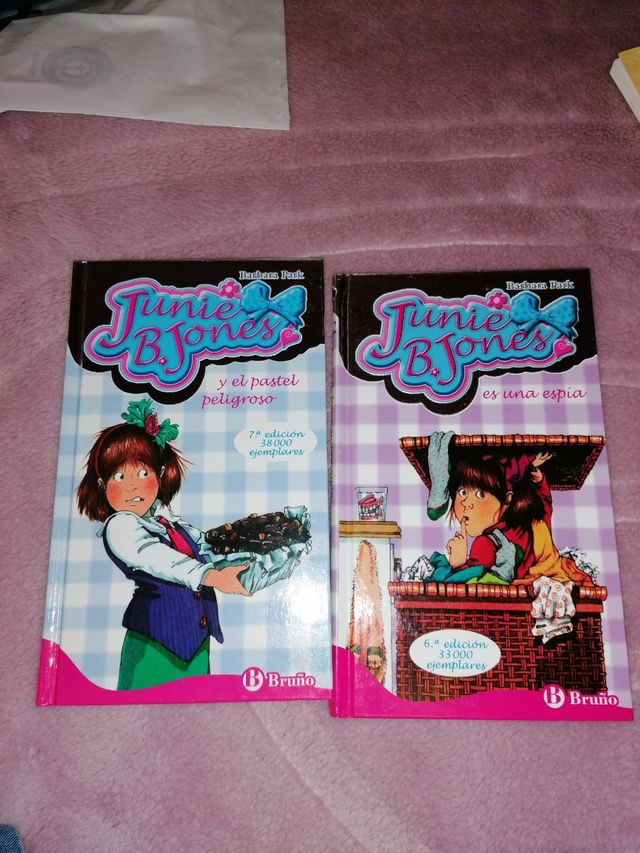 Barbara Park
Junie
B. Jones
y el pastel
peligroso
7.ª edición
38 000
ejemplares
B Bruño
Barbara Park
Junie
B. Jones
es una espía
6.ª edición
33 000
ejemplares
B Bruño